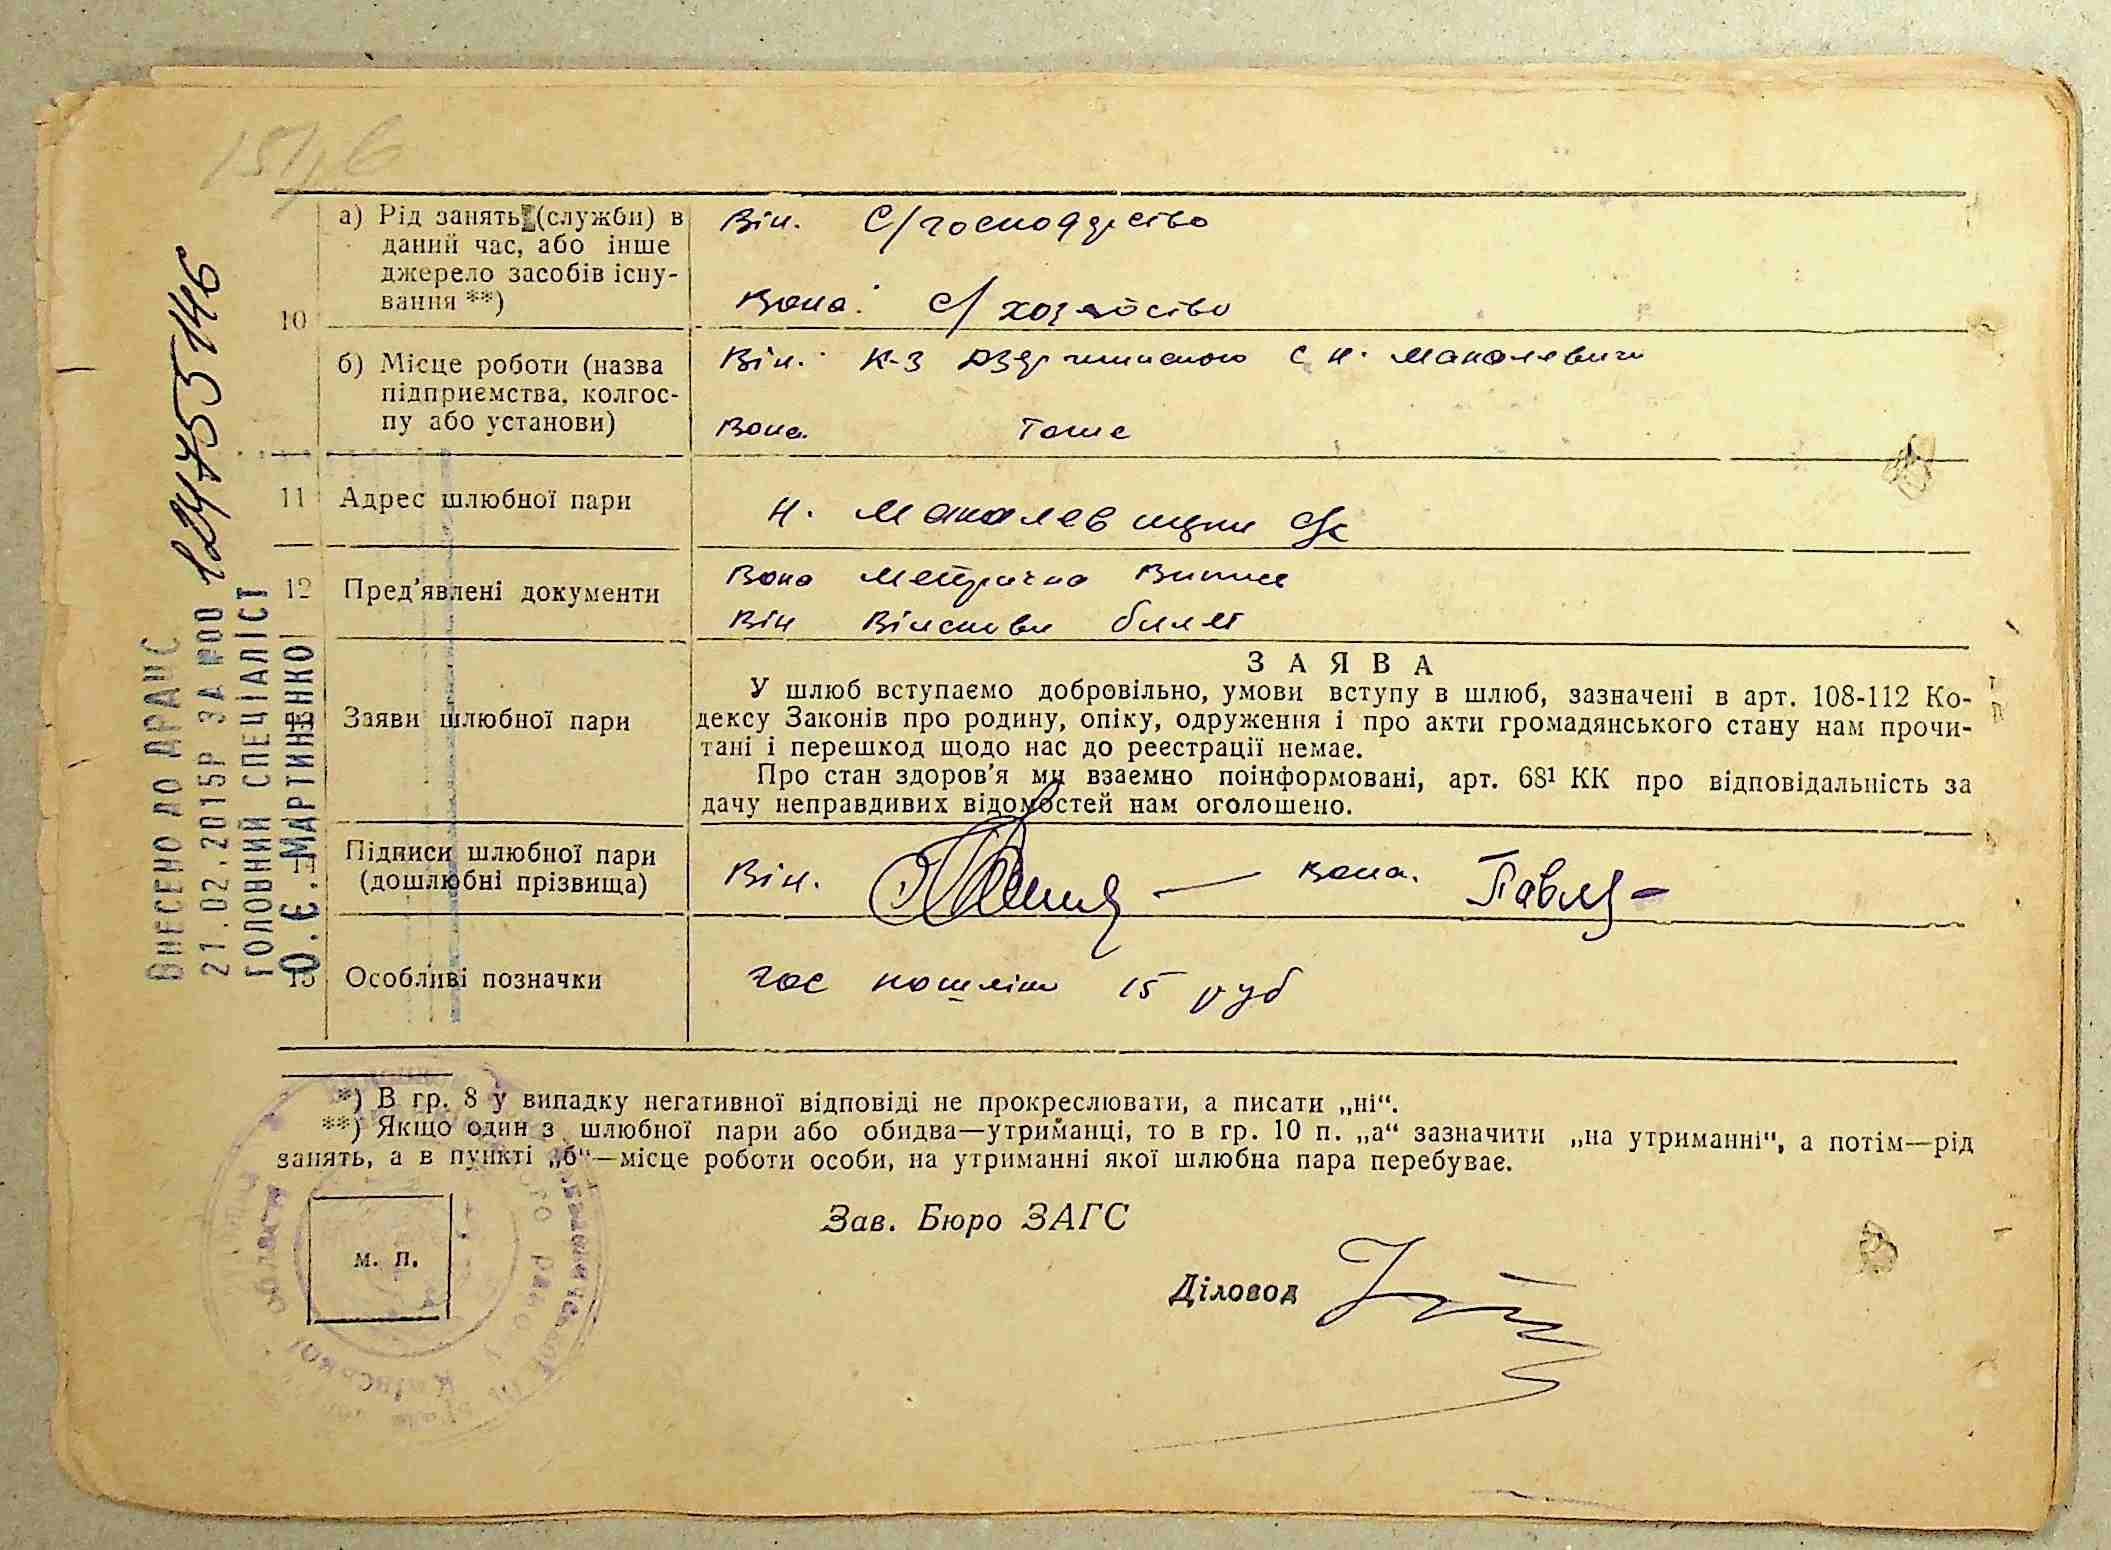 ВНЕСЕНО ДО ДРАЦС
21.02.2015Р ЗА №00 124755146
ГОЛОВНИЙ СПЕЦІАЛІСТ
О.Є. МАРТИНЕНКО
10
а) Рід занять (служби) в
даний час, або інше
джерело засобів існу-
вання **)
Він. С/господарство
Вона: с/хозяйство
б) Місце роботи (назва
підприємства, колгос-
пу або установи)
Він. К-з Дзержинського с. Н.
Вона Тоже
11 Адрес шлюбної пари
Н.
12 Пред'явлені документи
Вона Метрична Випис
Він билет
Заяви шлюбної пари
ЗАЯВА
У шлюб вступаємо добровільно, умови вступу в шлюб, зазначені в арт. 108-112 Ко-
дексу Законів про родину, опіку, одруження і про акти громадянського стану нам прочи-
тані і перешкод щодо нас до реєстрації немає.
Про стан здоров'я ми взаємно поінформовані, арт. 68¹ КК про відповідальність за
дачу неправдивих відомостей нам оголошено.
14 Підписи шлюбної пари
(дошлюбні прізвища)
Він. Вона.
15 Особливі позначки
гос пошліни 15 руб
*) В гр. 8 у випадку негативної відповіді не прокреслювати, а писати „ні“.
**) Якщо один з шлюбної пари або обидва—утриманці, то в гр. 10 п. „а“ зазначити „на утриманні“, а потім—рід
занять, а в пункті „б“—місце роботи особи, на утриманні якої шлюбна пара перебуває.
Зав. Бюро ЗАГС
м. п.
Діловод
Київської області